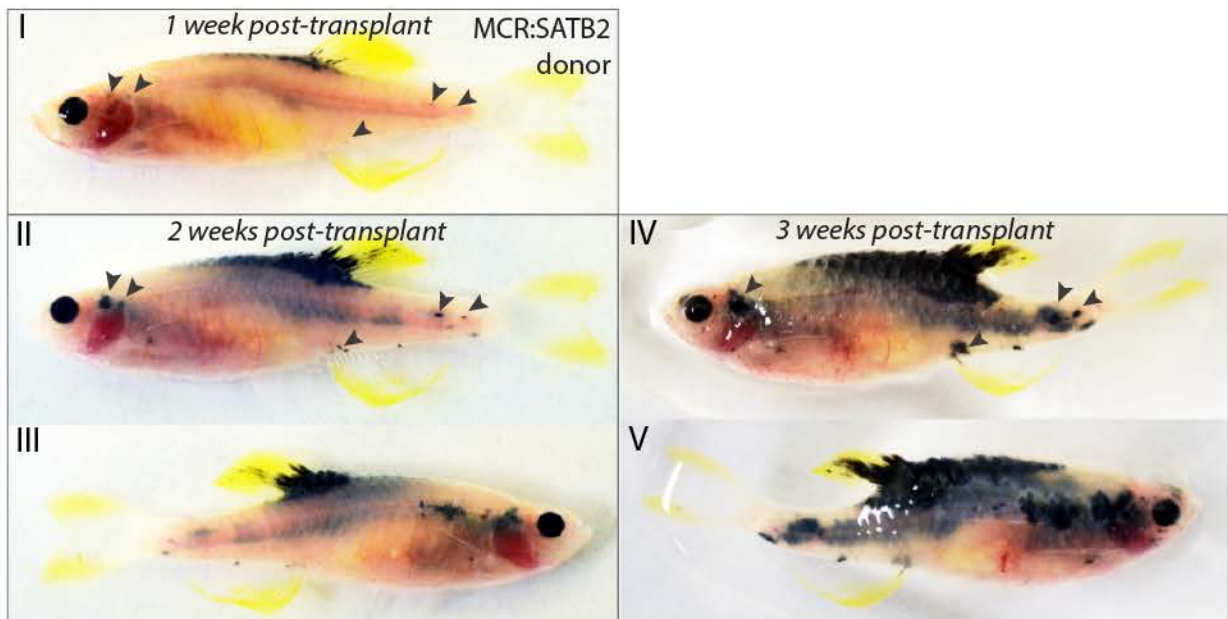 I
1 week post-transplant
MCR:SATB2
donor
II
2 weeks post-transplant
IV
3 weeks post-transplant
III
V